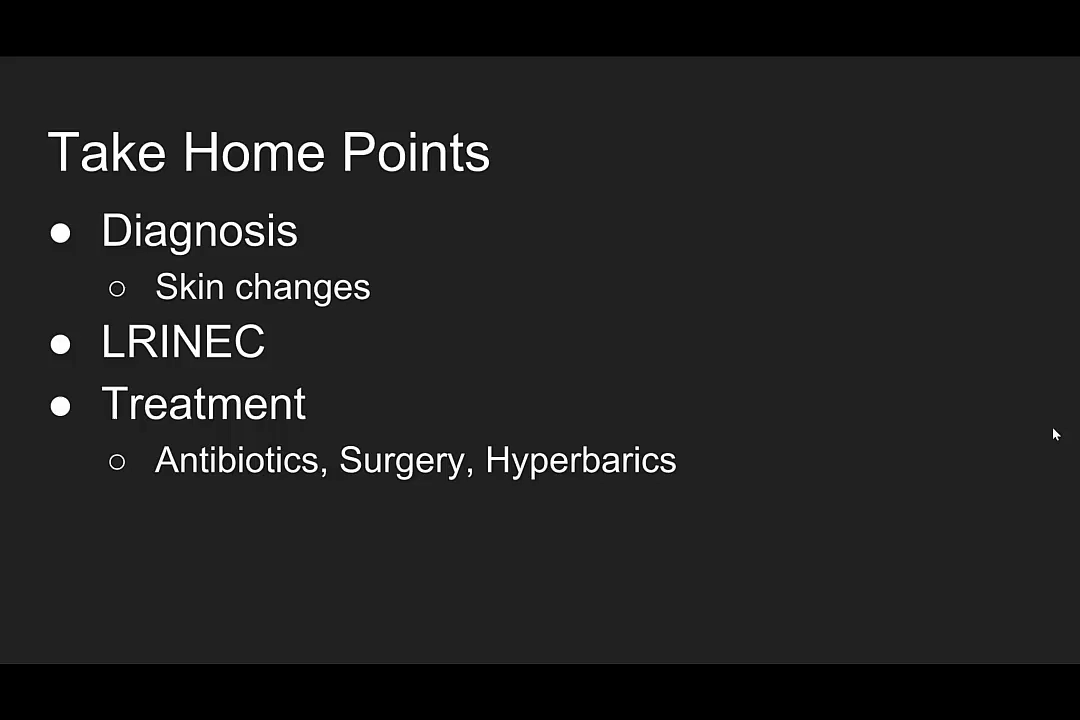 Take Home Points
● Diagnosis
○ Skin changes
● LRINEC
● Treatment
○ Antibiotics, Surgery, Hyperbarics